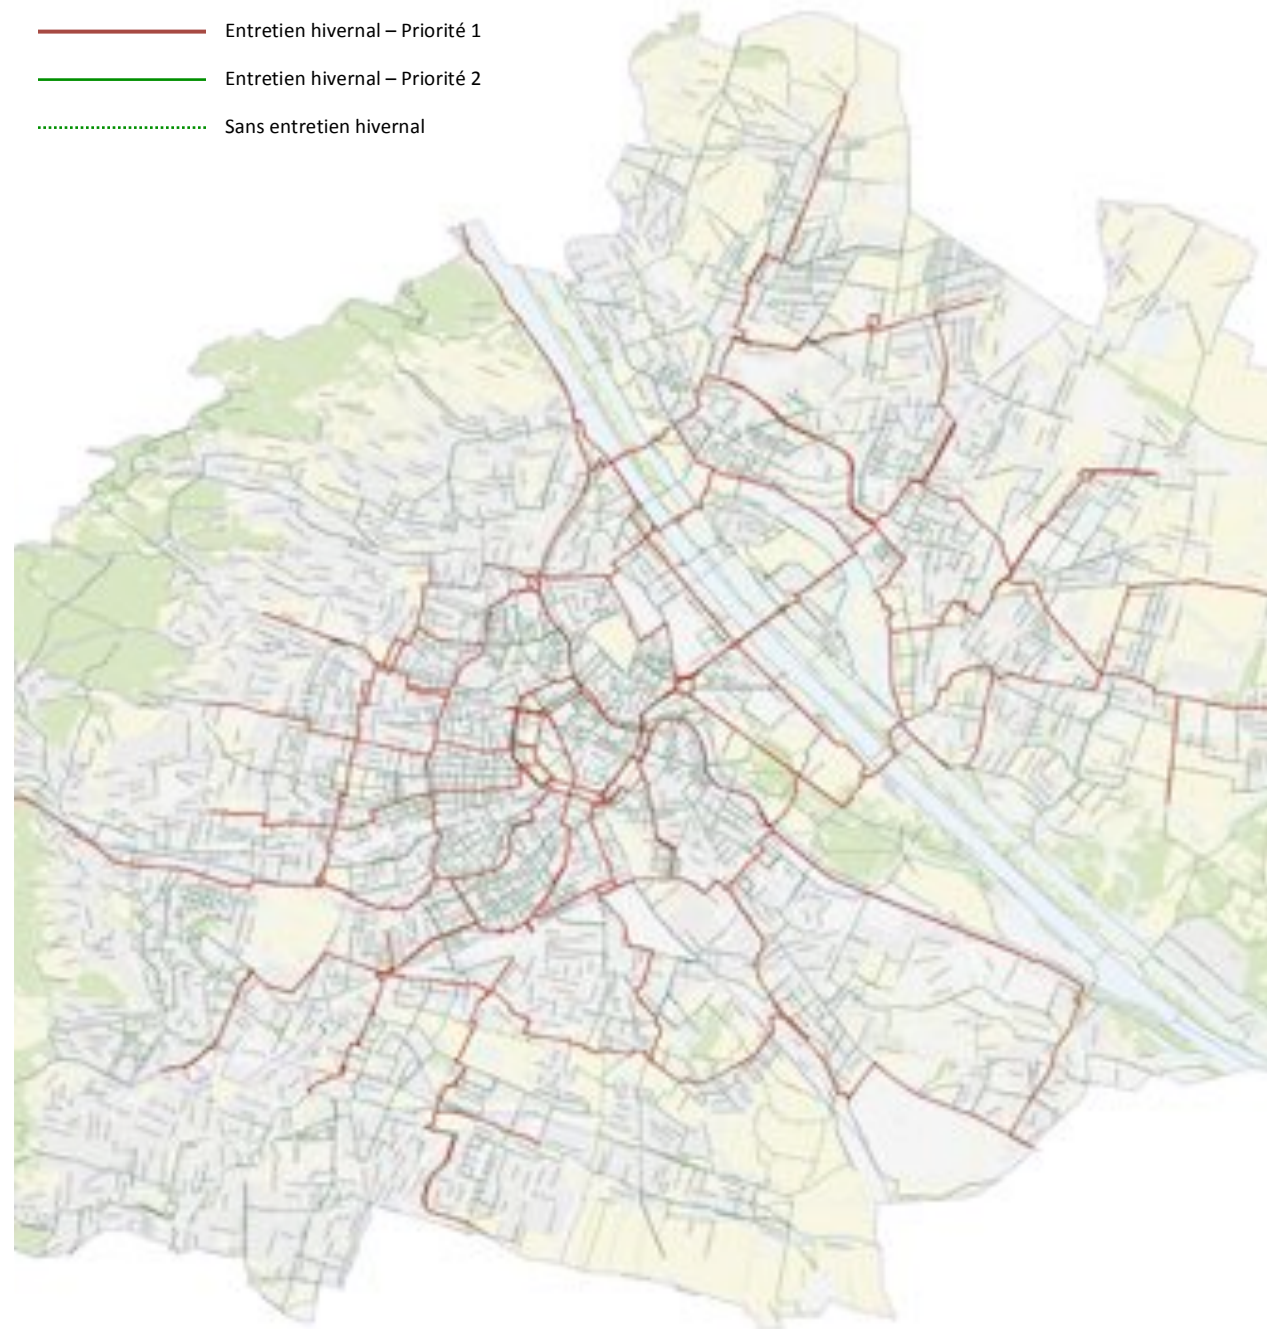 Entretien hivernal – Priorité 1
Entretien hivernal – Priorité 2
Sans entretien hivernal